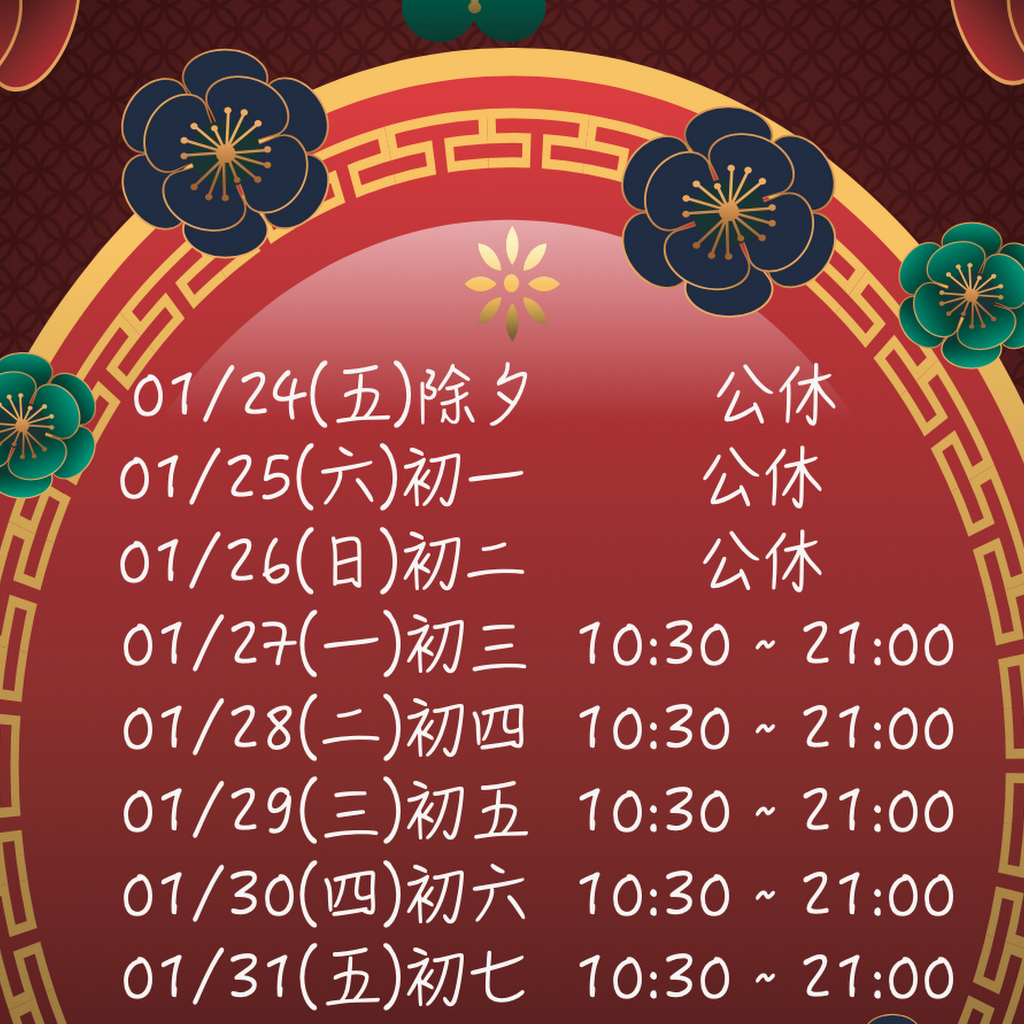 01/24(五)除夕 公休
01/25(六)初一 公休
01/26(日)初二 公休
01/27(一)初三 10:30 ~ 21:00
01/28(二)初四 10:30 ~ 21:00
01/29(三)初五 10:30 ~ 21:00
01/30(四)初六 10:30 ~ 21:00
01/31(五)初七 10:30 ~ 21:00